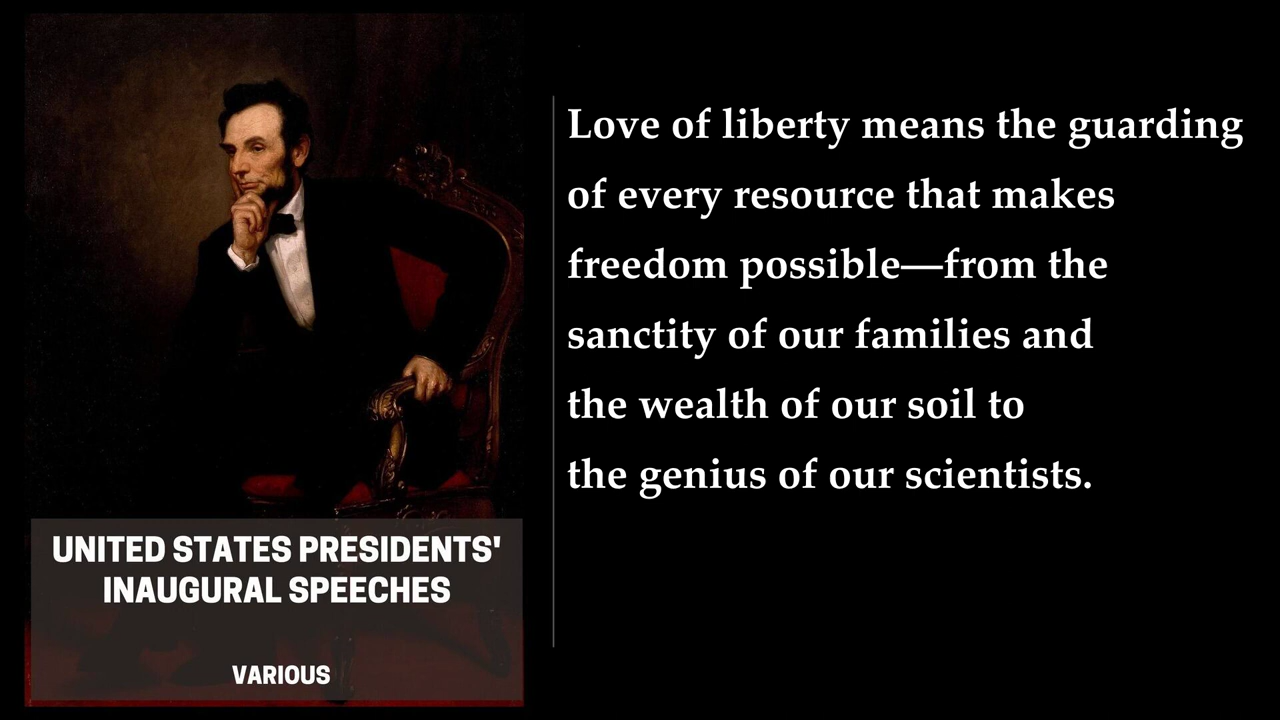 Love of liberty means the guarding
of every resource that makes
freedom possible—from the
sanctity of our families and
the wealth of our soil to
the genius of our scientists.
UNITED STATES PRESIDENTS'
INAUGURAL SPEECHES
VARIOUS